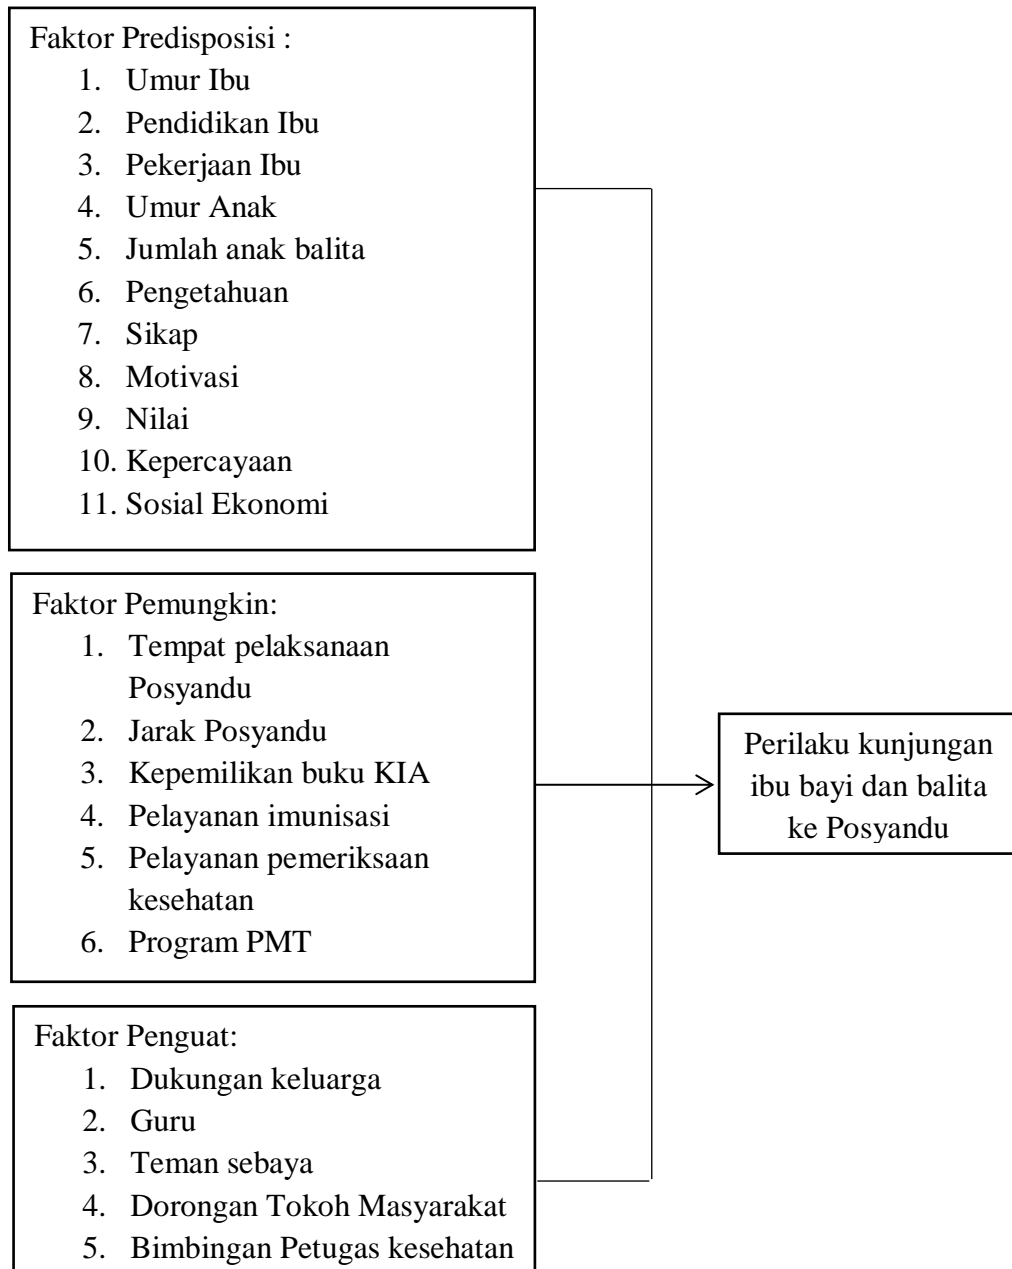 Faktor Predisposisi :
1. Umur Ibu
2. Pendidikan Ibu
3. Pekerjaan Ibu
4. Umur Anak
5. Jumlah anak balita
6. Pengetahuan
7. Sikap
8. Motivasi
9. Nilai
10. Kepercayaan
11. Sosial Ekonomi
Faktor Pemungkin:
1. Tempat pelaksanaan
Posyandu
2. Jarak Posyandu
3. Kepemilikan buku KIA
4. Pelayanan imunisasi
5. Pelayanan pemeriksaan
kesehatan
6. Program PMT
Perilaku kunjungan
ibu bayi dan balita
ke Posyandu
Faktor Penguat:
1. Dukungan keluarga
2. Guru
3. Teman sebaya
4. Dorongan Tokoh Masyarakat
5. Bimbingan Petugas kesehatan